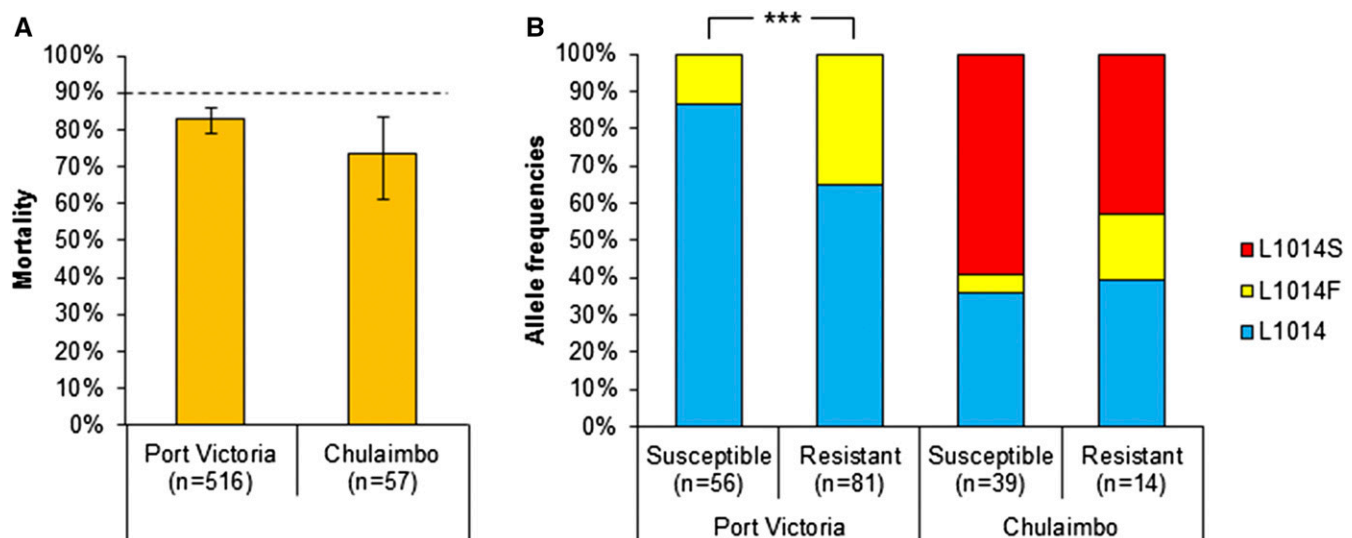 A
Mortality
100%
90%
80%
70%
60%
50%
40%
30%
20%
10%
0%
Port Victoria
(n=516)
Chulaimbo
(n=57)
B
***
Allele frequencies
100%
90%
80%
70%
60%
50%
40%
30%
20%
10%
0%
Susceptible
(n=56)
Resistant
(n=81)
Susceptible
(n=39)
Resistant
(n=14)
Port Victoria
Chulaimbo
L1014S
L1014F
L1014